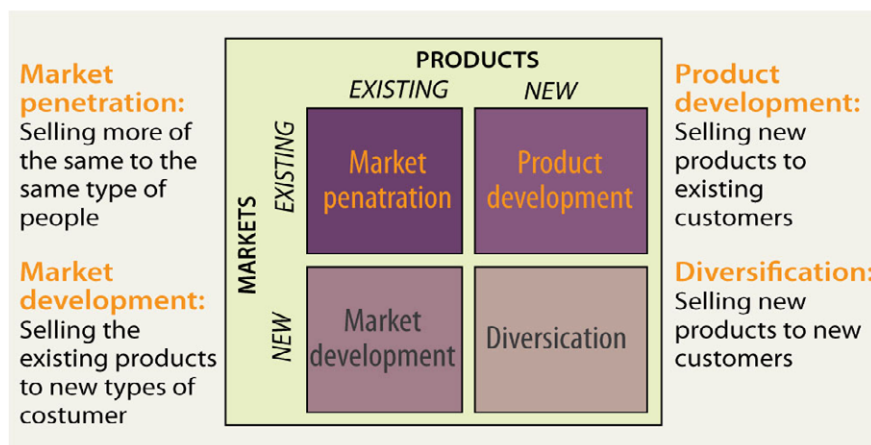 Market
penetration:
Selling more of
the same to the
same type of
people
Market
development:
Selling the
existing products
to new types of
costumer
PRODUCTS
EXISTING NEW
MARKETS
EXISTING
NEW
Market
penatration
Product
development
Market
development
Diversication
Product
development:
Selling new
products to
existing
customers
Diversification:
Selling new
products to new
customers